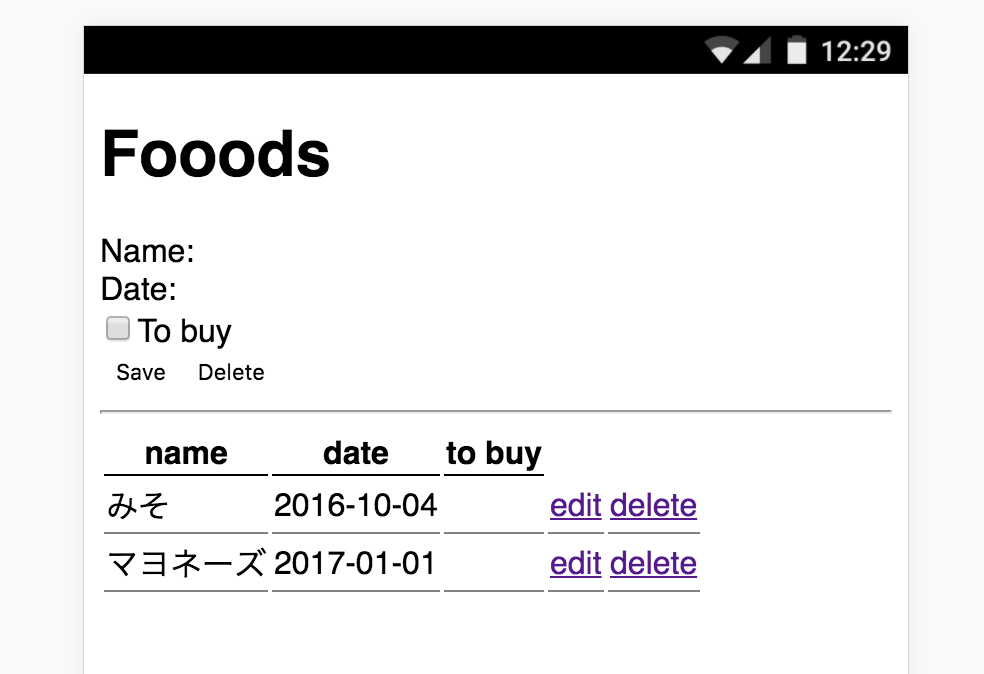 12:29
Fooods
Name:
Date:
To buy
Save Delete
name date to buy
みそ 2016-10-04 edit delete
マヨネーズ 2017-01-01 edit delete